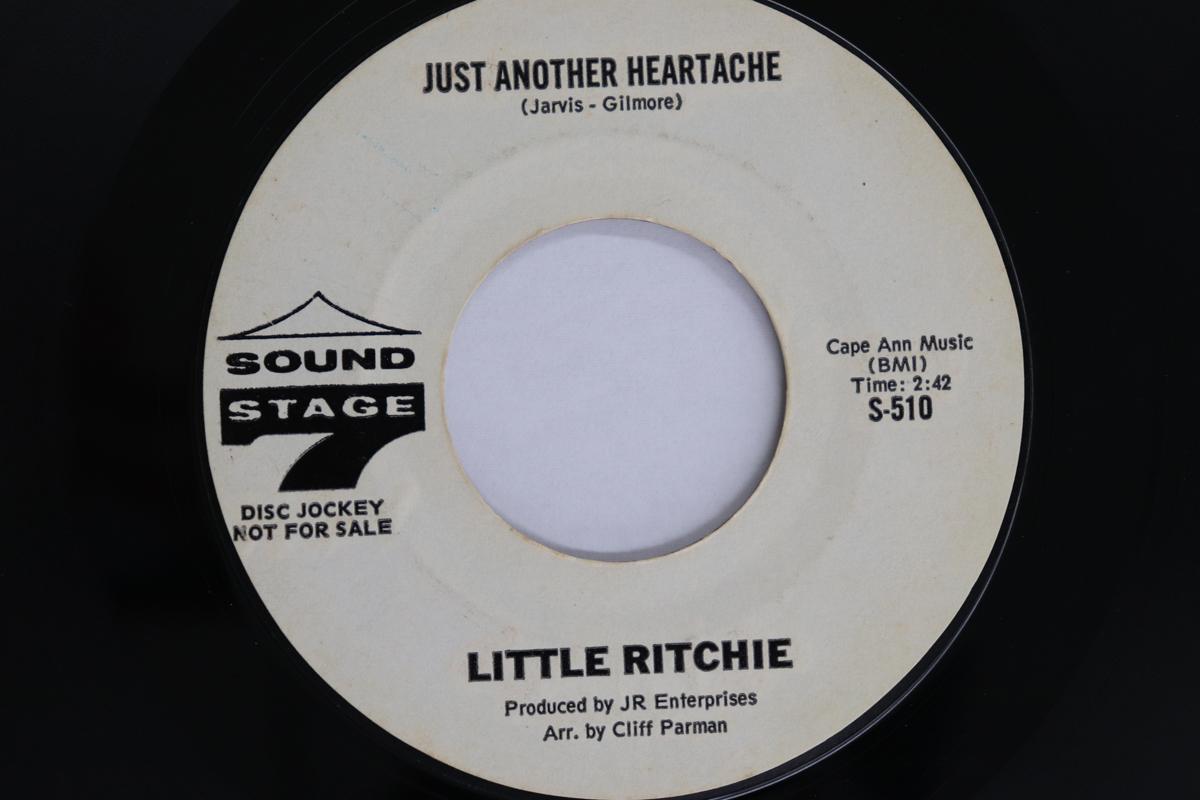 JUST ANOTHER HEARTACHE
(Jarvis - Gilmore)
SOUND
STAGE
7
DISC JOCKEY
NOT FOR SALE
Cape Ann Music
(BMI)
Time: 2:42
S-510
LITTLE RITCHIE
Produced by JR Enterprises
Arr. by Cliff Parman